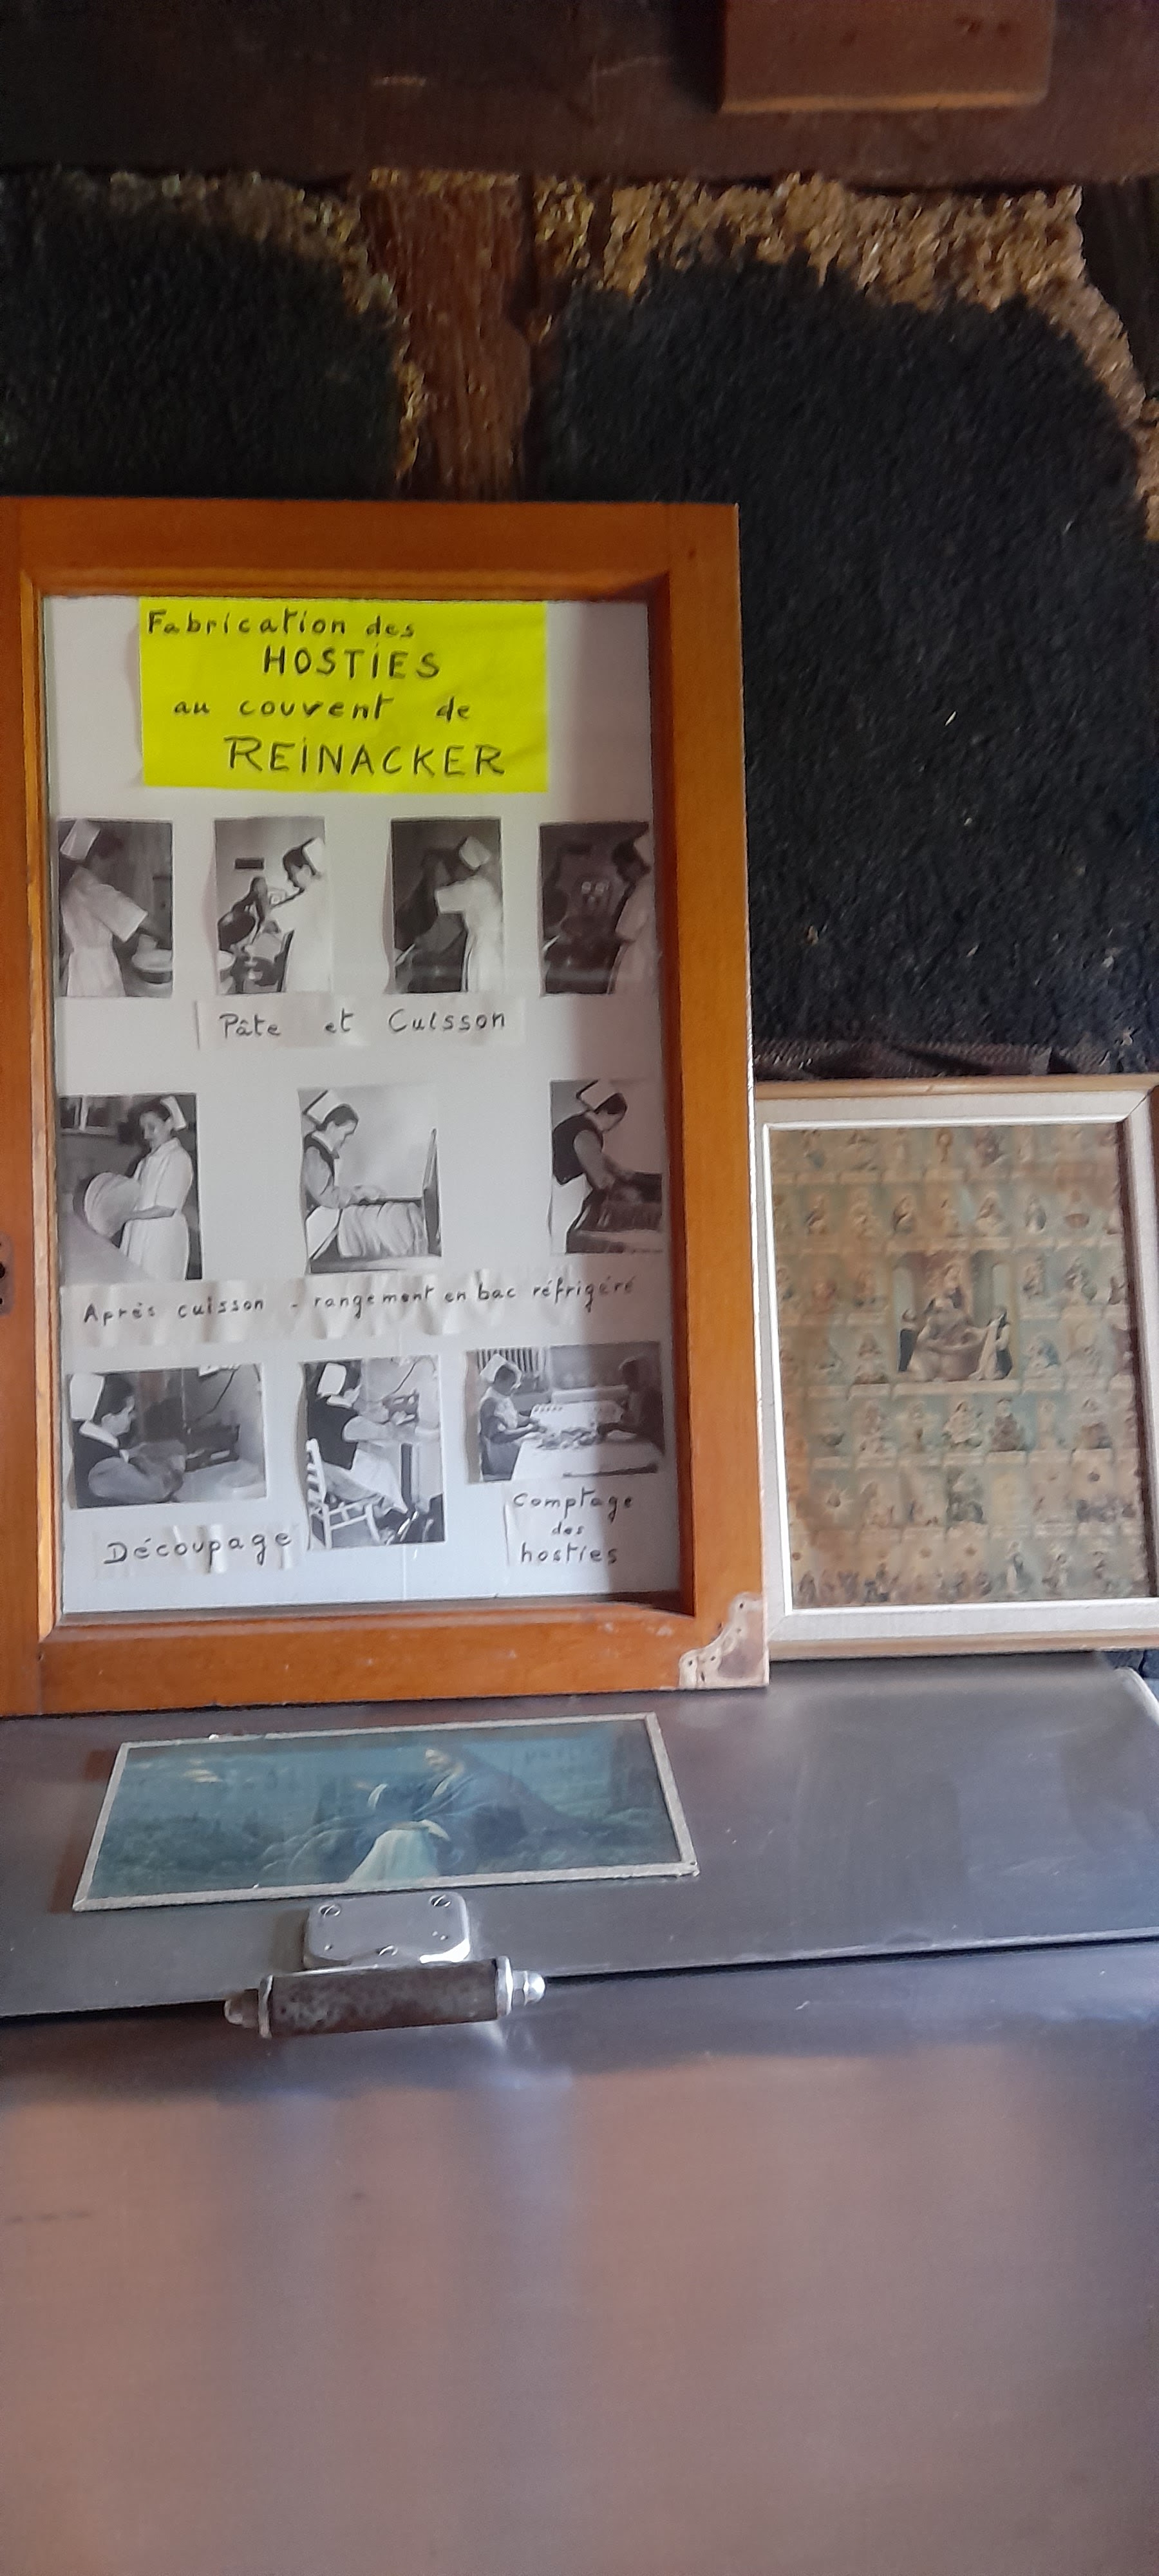 Fabrication des
HOSTIES
au couvent de
REINACKER
Pâte et Cuisson
Après cuisson - rangement en bac réfrigéré
Découpage
Comptage
des
hosties